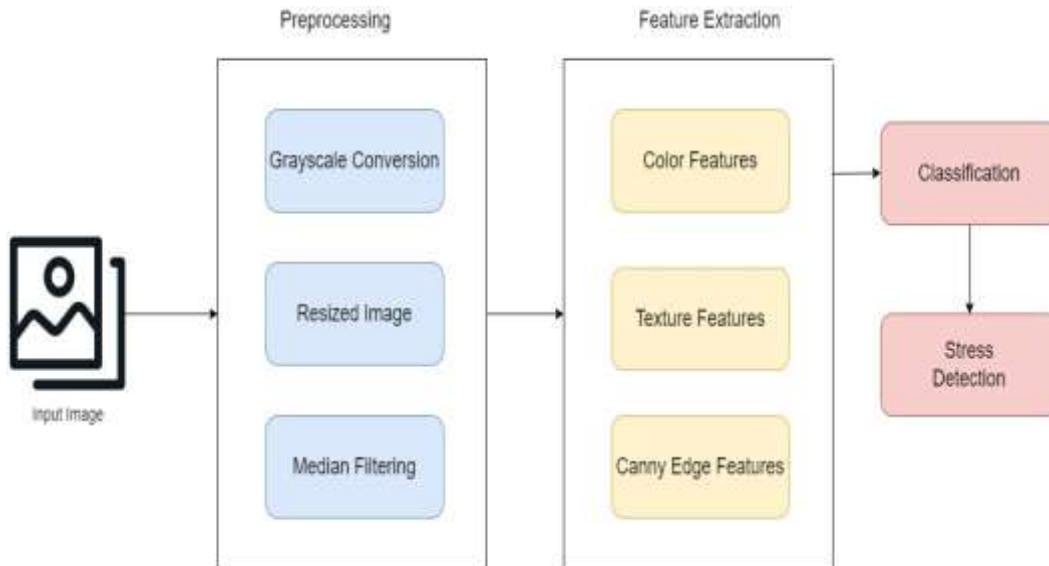 Preprocessing
Feature Extraction
Grayscale Conversion
Resized Image
Median Filtering
Color Features
Texture Features
Canny Edge Features
Classification
Stress
Detection
Input Image